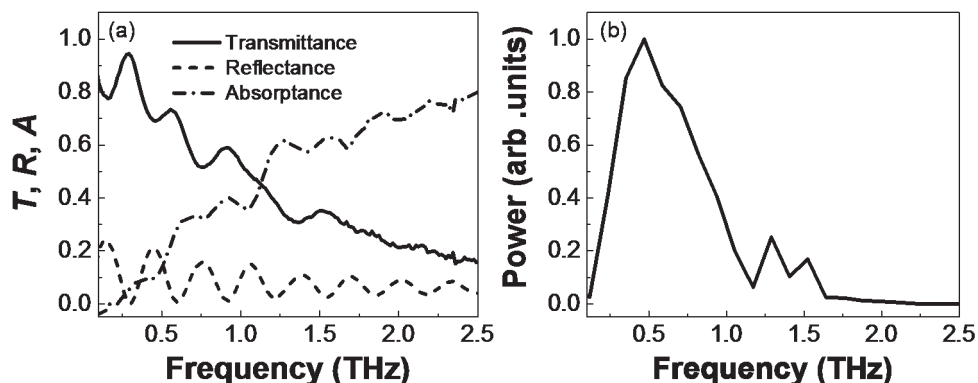 (a)
Transmittance
Reflectance
Absorptance
1.0
0.8
0.6
0.4
0.2
0.0
T, R, A
0.5 1.0 1.5 2.0 2.5
Frequency (THz)
(b)
1.0
0.8
0.6
0.4
0.2
0.0
Power (arb .units)
0.5 1.0 1.5 2.0 2.5
Frequency (THz)